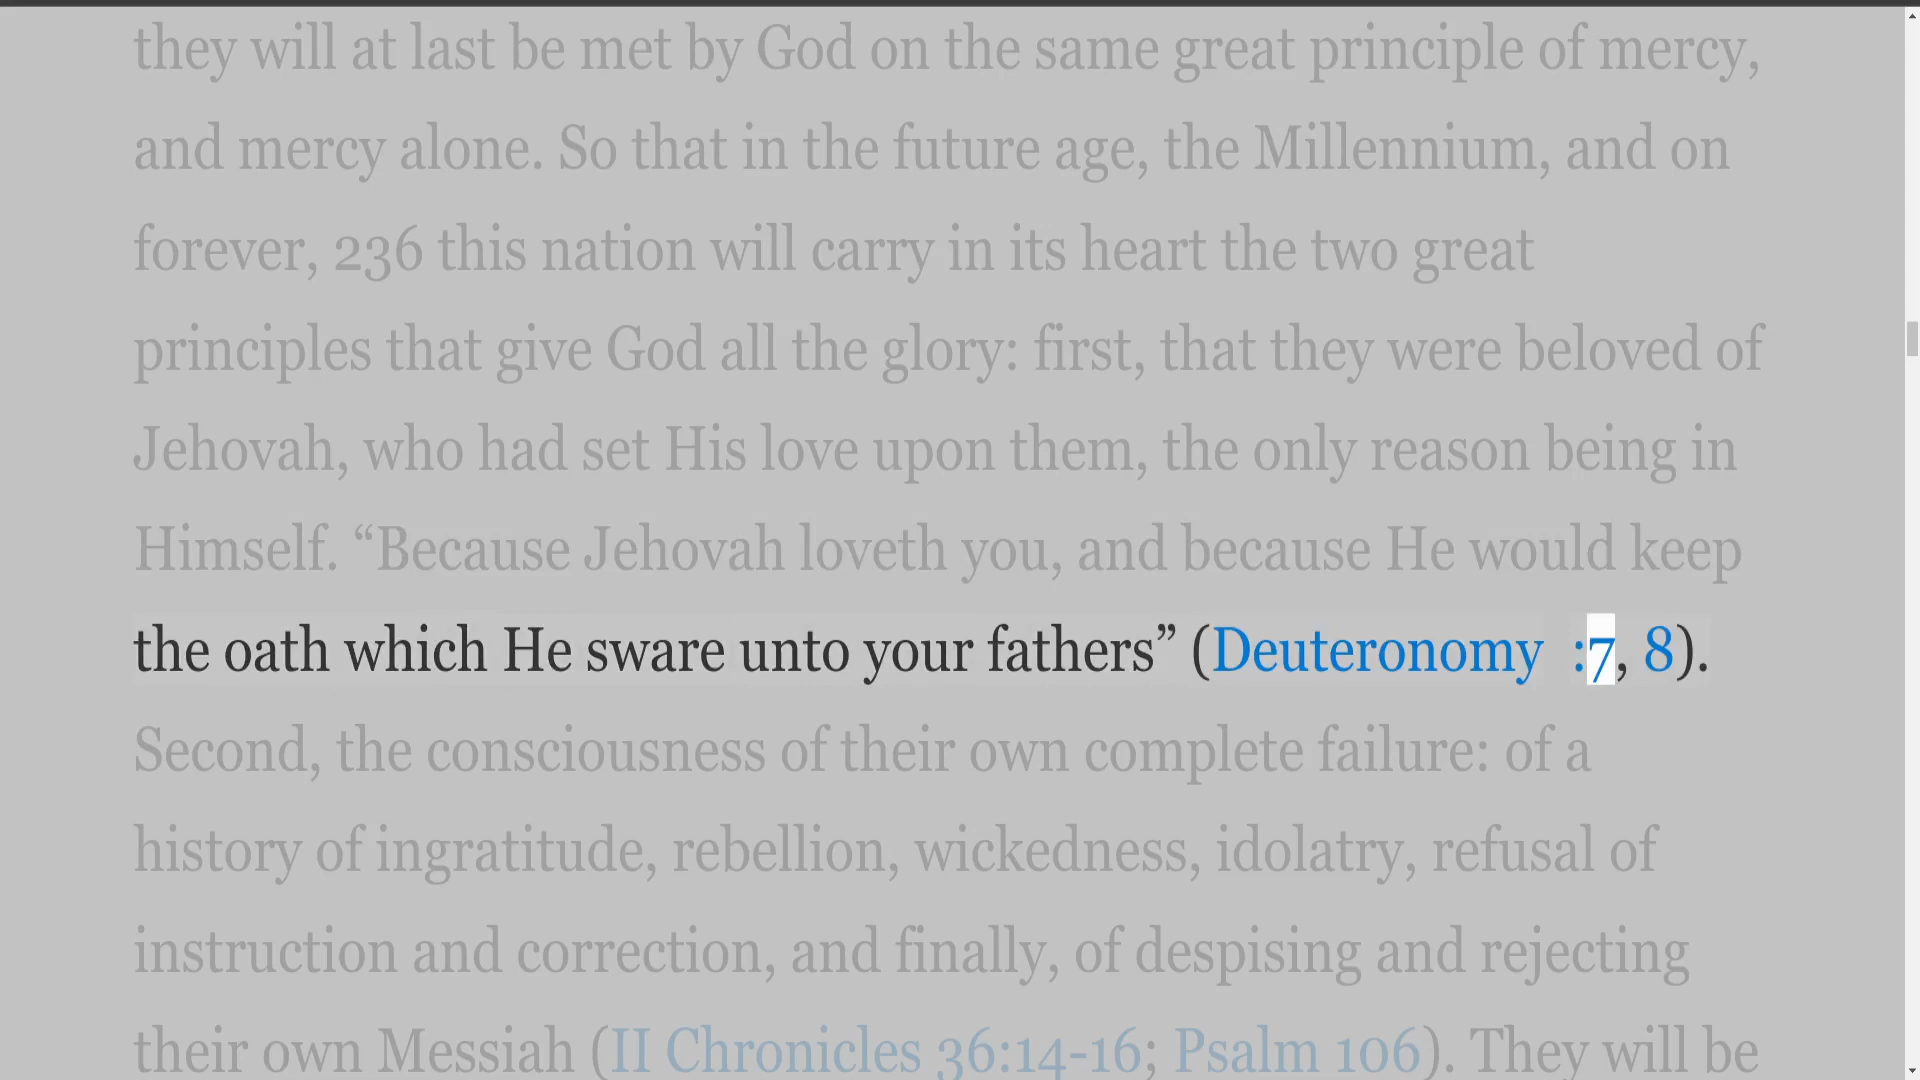 they will at last be met by God on the same great principle of mercy,
and mercy alone. So that in the future age, the Millennium, and on
forever, 236 this nation will carry in its heart the two great
principles that give God all the glory: first, that they were beloved of
Jehovah, who had set His love upon them, the only reason being in
Himself. “Because Jehovah loveth you, and because He would keep
the oath which He sware unto your fathers” (Deuteronomy :7, 8).
Second, the consciousness of their own complete failure: of a
history of ingratitude, rebellion, wickedness, idolatry, refusal of
instruction and correction, and finally, of despising and rejecting
their own Messiah (II Chronicles 36:14-16; Psalm 106). They will be